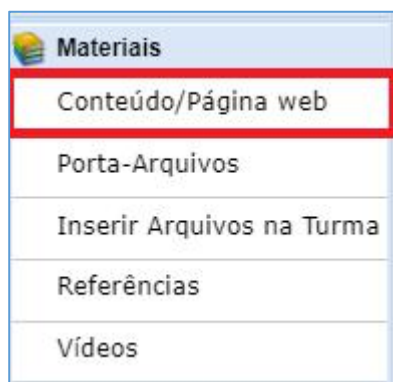 Materiais
Conteúdo/Página web
Porta-Arquivos
Inserir Arquivos na Turma
Referências
Vídeos